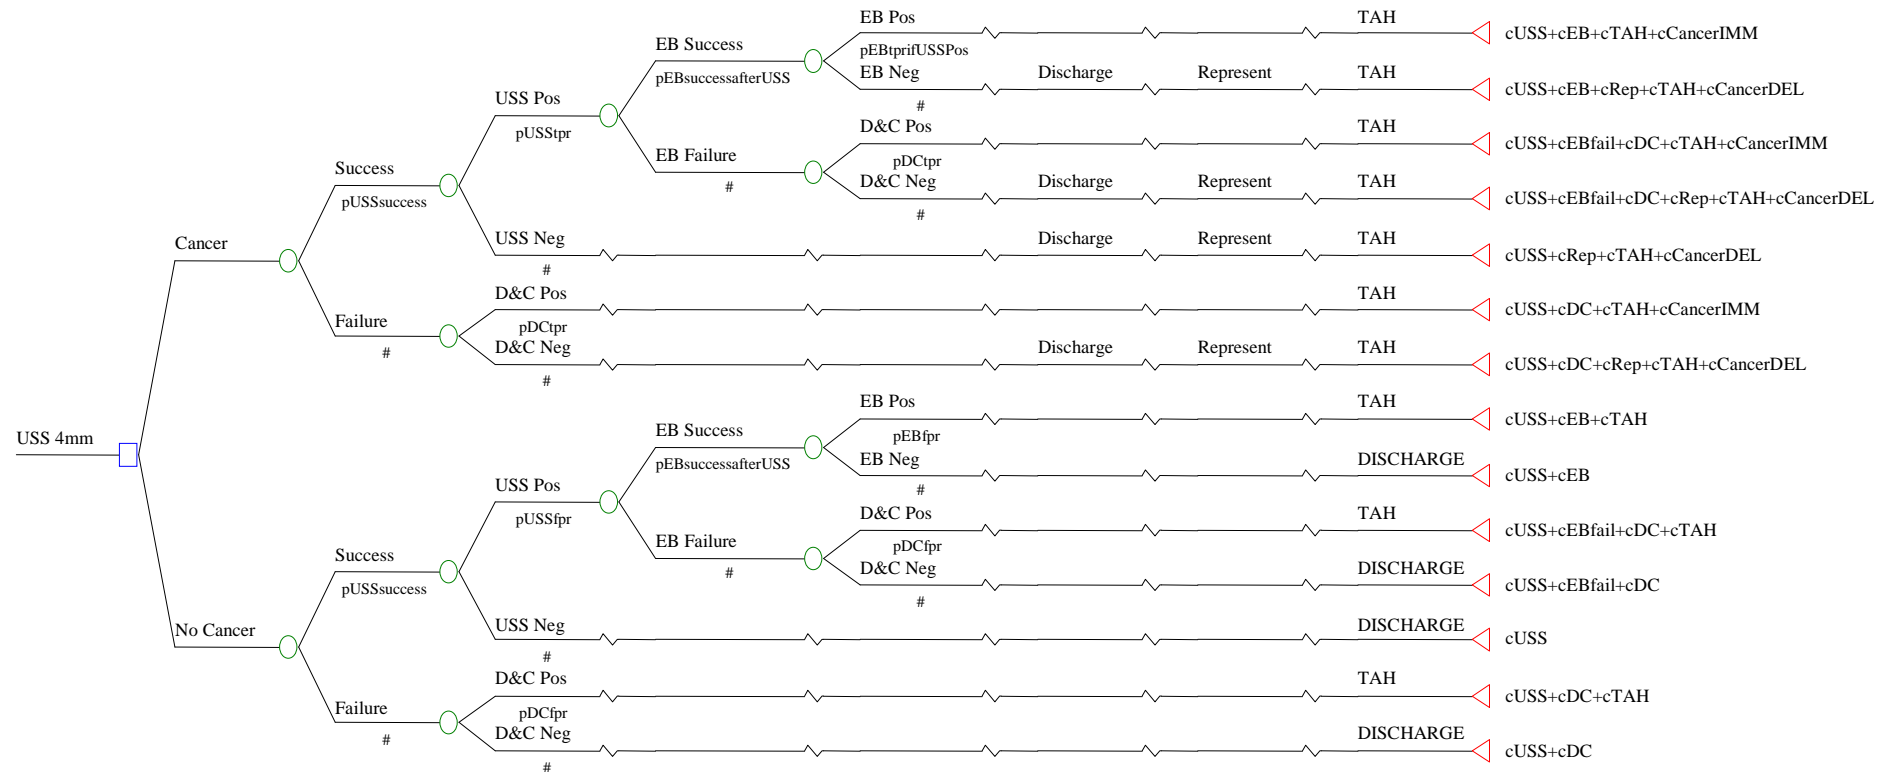 EB Pos TAH
EB Success pEBtprifUSSPos cUSS+cEB+cTAH+cCancerIMM
pEBsuccessafterUSS EB Neg Discharge Represent TAH
USS Pos # cUSS+cEB+cRep+cTAH+cCancerDEL
pUSStpr D&C Pos TAH
EB Failure pDCtpr cUSS+cEBfail+cDC+cTAH+cCancerIMM
Success # D&C Neg Discharge Represent TAH
pUSSsuccess # cUSS+cEBfail+cDC+cRep+cTAH+cCancerDEL
Cancer USS Neg Discharge Represent TAH
# cUSS+cRep+cTAH+cCancerDEL
D&C Pos TAH
Failure pDCtpr cUSS+cDC+cTAH+cCancerIMM
# D&C Neg Discharge Represent TAH
# cUSS+cDC+cRep+cTAH+cCancerDEL
EB Pos TAH
USS 4mm EB Success pEBfpr cUSS+cEB+cTAH
pEBsuccessafterUSS EB Neg DISCHARGE
USS Pos # cUSS+cEB
pUSSfpr D&C Pos TAH
EB Failure pDCfpr cUSS+cEBfail+cDC+cTAH
Success # D&C Neg DISCHARGE
pUSSsuccess # cUSS+cEBfail+cDC
No Cancer USS Neg DISCHARGE
# cUSS
D&C Pos TAH
Failure pDCfpr cUSS+cDC+cTAH
# D&C Neg DISCHARGE
# cUSS+cDC